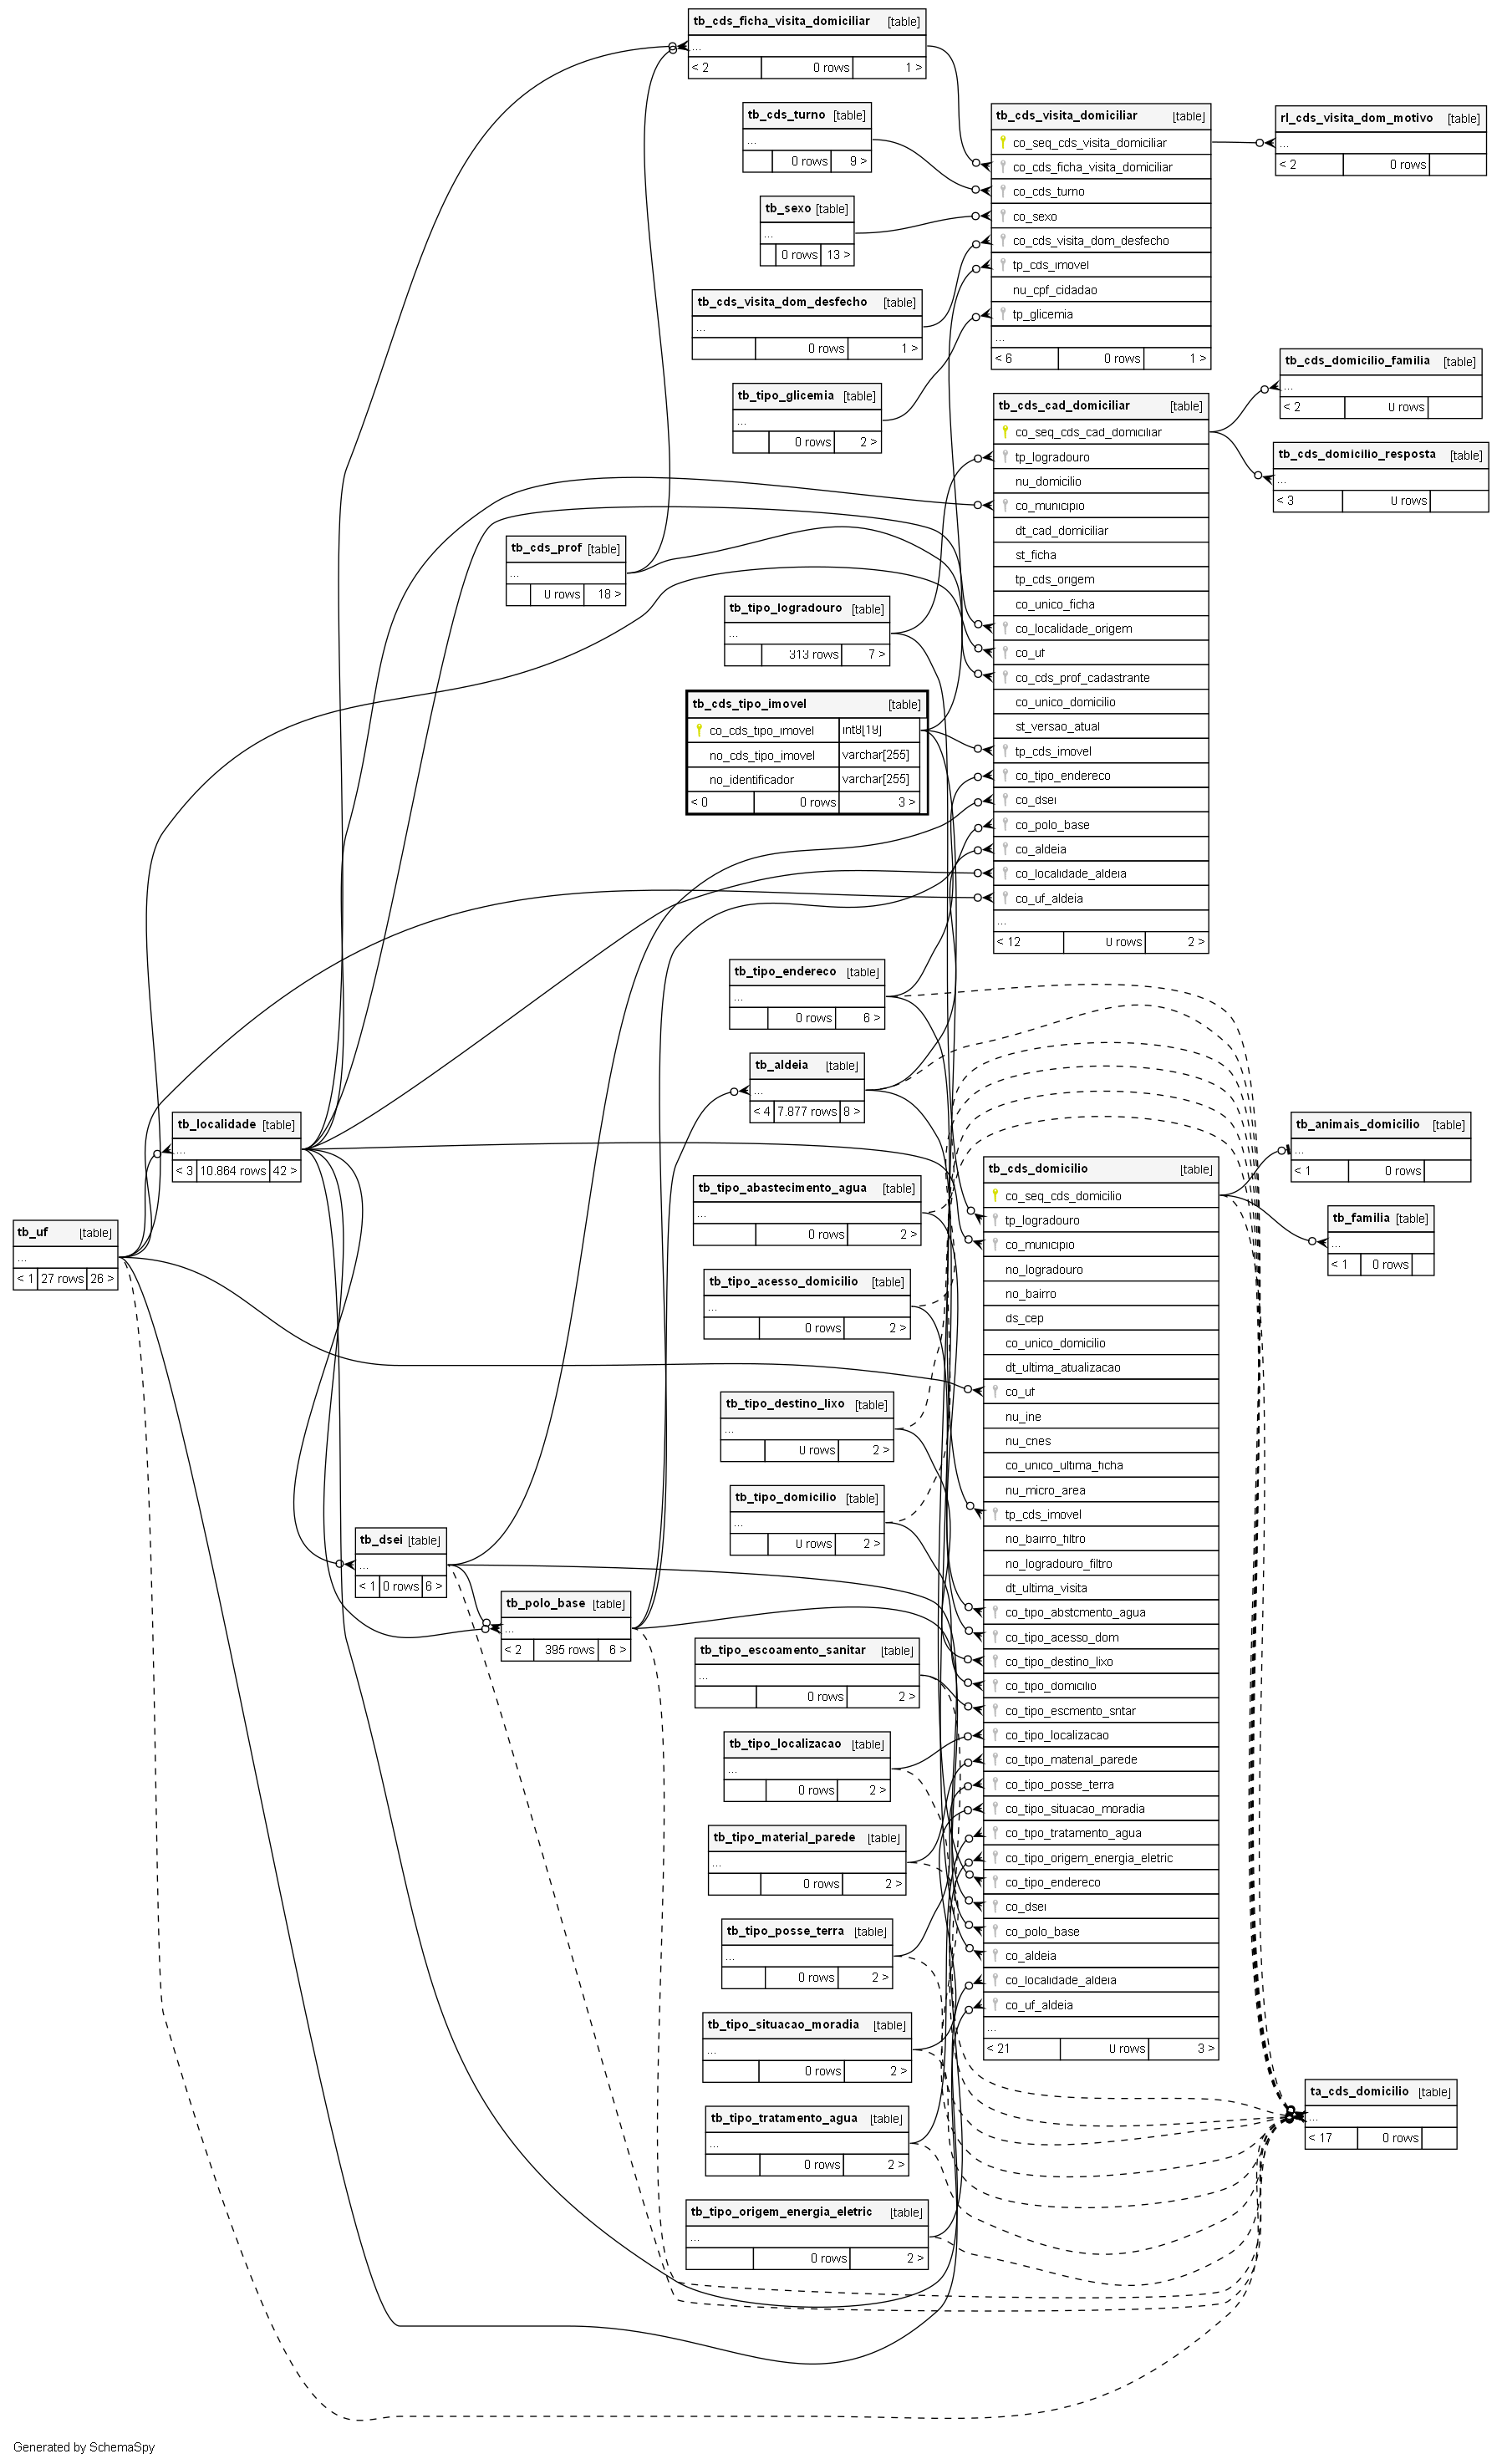 tb_cds_ficha_visita_domiciliar [table]
...
< 2 0 rows 1 >
tb_cds_turno [table]
...
0 rows 9 >
tb_sexo [table]
...
0 rows 13 >
tb_cds_visita_dom_desfecho [table]
...
0 rows 1 >
tb_tipo_glicemia [table]
...
0 rows 2 >
tb_cds_visita_domiciliar [table]
co_seq_cds_visita_domiciliar
co_cds_ficha_visita_domiciliar
co_cds_turno
co_sexo
co_cds_visita_dom_desfecho
tp_cds_imovel
nu_cpf_cidadao
tp_glicemia
...
< 6 0 rows 1 >
rl_cds_visita_dom_motivo [table]
...
< 2 0 rows
tb_cds_domicilio_familia [table]
...
< 2 0 rows
tb_cds_domicilio_resposta [table]
...
< 3 0 rows
tb_cds_cad_domiciliar [table]
co_seq_cds_cad_domiciliar
tp_logradouro
nu_domicilio
co_municipio
dt_cad_domiciliar
st_ficha
tp_cds_origem
co_unico_ficha
co_localidade_origem
co_uf
co_cds_prof_cadastrante
co_unico_domicilio
st_versao_atual
tp_cds_imovel
co_tipo_endereco
co_dsei
co_polo_base
co_aldeia
co_localidade_aldeia
co_uf_aldeia
...
< 12 0 rows 2 >
tb_cds_prof [table]
...
0 rows 18 >
tb_tipo_logradouro [table]
...
313 rows 7 >
tb_cds_tipo_imovel [table]
co_cds_tipo_imovel int8[19]
no_cds_tipo_imovel varchar[255]
no_identificador varchar[255]
< 0 0 rows 3 >
tb_tipo_endereco [table]
...
0 rows 6 >
tb_aldeia [table]
...
< 4 7.877 rows 8 >
tb_localidade [table]
...
< 3 10.864 rows 42 >
tb_uf [table]
...
< 1 27 rows 26 >
tb_tipo_abastecimento_agua [table]
...
0 rows 2 >
tb_tipo_acesso_domicilio [table]
...
0 rows 2 >
tb_tipo_destino_lixo [table]
...
0 rows 2 >
tb_tipo_domicilio [table]
...
0 rows 2 >
tb_dsei [table]
...
< 1 0 rows 6 >
tb_polo_base [table]
...
< 2 395 rows 6 >
tb_tipo_escoamento_sanitar [table]
...
0 rows 2 >
tb_tipo_localizacao [table]
...
0 rows 2 >
tb_tipo_material_parede [table]
...
0 rows 2 >
tb_tipo_posse_terra [table]
...
0 rows 2 >
tb_tipo_situacao_moradia [table]
...
0 rows 2 >
tb_tipo_tratamento_agua [table]
...
0 rows 2 >
tb_tipo_origem_energia_eletric [table]
...
0 rows 2 >
tb_cds_domicilio [table]
co_seq_cds_domicilio
tp_logradouro
co_municipio
no_logradouro
no_bairro
ds_cep
co_unico_domicilio
dt_ultima_atualizacao
co_uf
nu_ine
nu_cnes
co_unico_ultima_ficha
nu_micro_area
tp_cds_imovel
no_bairro_filtro
no_logradouro_filtro
dt_ultima_visita
co_tipo_abstcmento_agua
co_tipo_acesso_dom
co_tipo_destino_lixo
co_tipo_domicilio
co_tipo_escmento_sntar
co_tipo_localizacao
co_tipo_material_parede
co_tipo_posse_terra
co_tipo_situacao_moradia
co_tipo_tratamento_agua
co_tipo_origem_energia_eletric
co_tipo_endereco
co_dsei
co_polo_base
co_aldeia
co_localidade_aldeia
co_uf_aldeia
...
< 21 0 rows 3 >
tb_animais_domicilio [table]
...
< 1 0 rows
tb_familia [table]
...
< 1 0 rows
ta_cds_domicilio [table]
...
< 17 0 rows
Generated by SchemaSpy